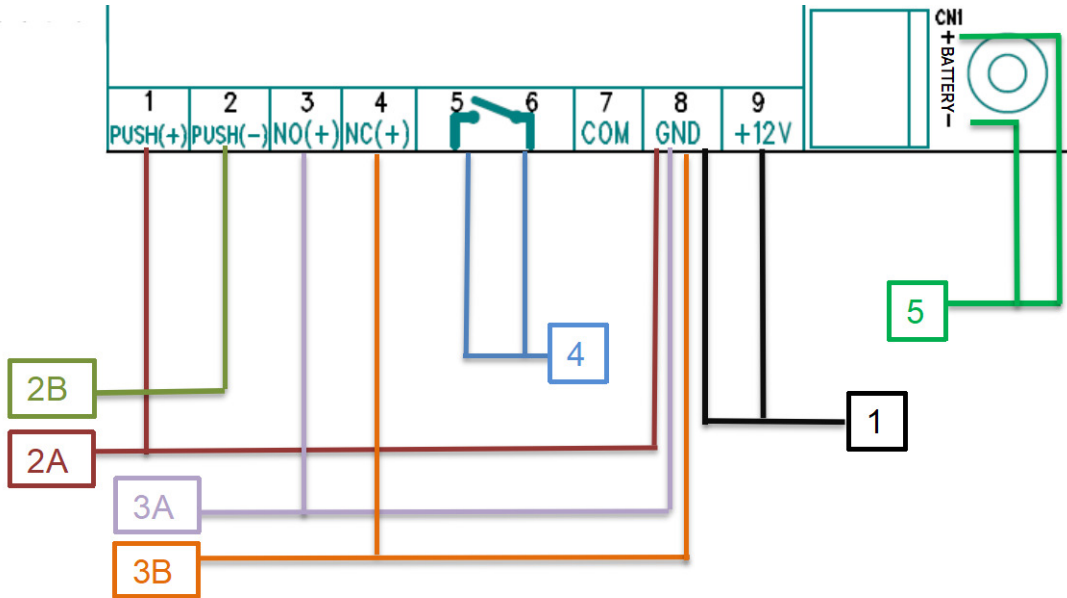 CN1
+BATTERY-
1 2 3 4 5 6 7 8 9
PUSH(+) PUSH(-) NO(+) NC(+) COM GND +12V
5
4
2B
1
2A
3A
3B